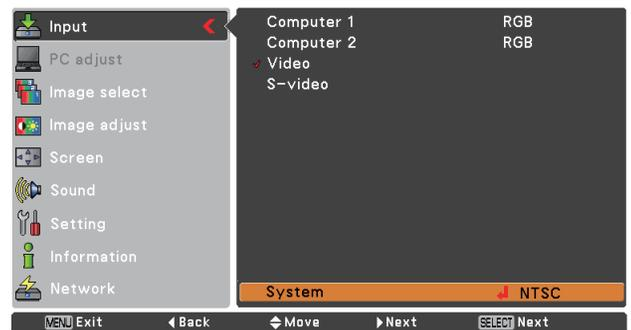 Input
PC adjust
Image select
Image adjust
Screen
Sound
Setting
Information
Network
Computer 1 RGB
Computer 2 RGB
Video
S-video
System NTSC
MENU Exit Back Move Next SELECT Next